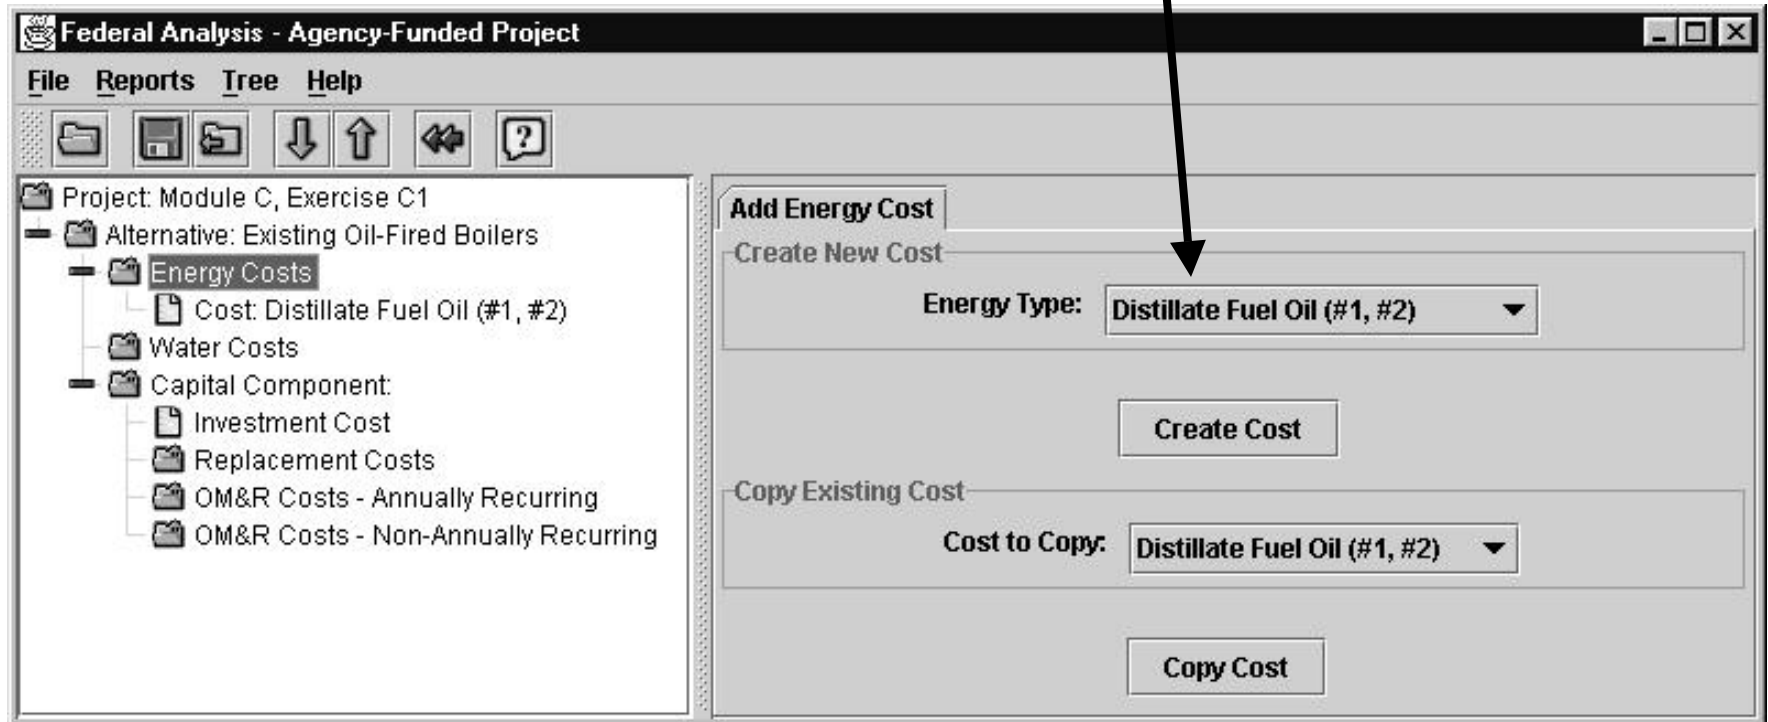 Federal Analysis - Agency-Funded Project
File Reports Tree Help
?
Project: Module C, Exercise C1
Alternative: Existing Oil-Fired Boilers
Energy Costs
Cost: Distillate Fuel Oil (#1, #2)
Water Costs
Capital Component:
Investment Cost
Replacement Costs
OM&R Costs - Annually Recurring
OM&R Costs - Non-Annually Recurring
Add Energy Cost
Create New Cost
Energy Type: Distillate Fuel Oil (#1, #2)
Create Cost
Copy Existing Cost
Cost to Copy: Distillate Fuel Oil (#1, #2)
Copy Cost